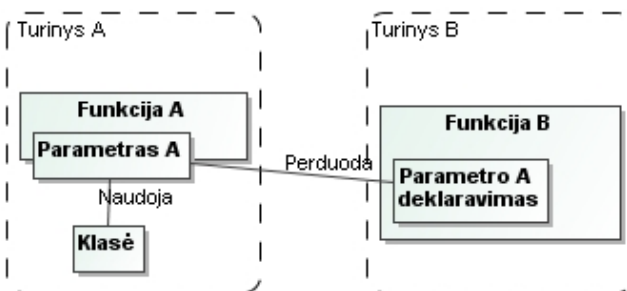 Turinys A
Turinys B
Funkcija A
Parametras A
Funkcija B
Perduoda
Parametro A
deklaravimas
Naudoja
Klasė